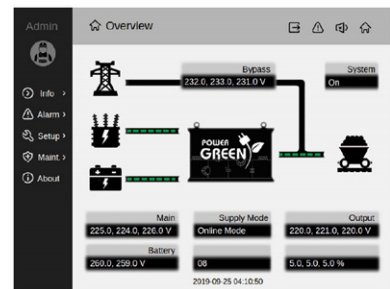 Admin
Overview
Info
Alarm
Setup
Maint.
About
Bypass
232.0, 233.0, 231.0 V
System
On
POWER
GREEN
Main
225.0, 224.0, 226.0 V
Supply Mode
Online Mode
Output
220.0, 221.0, 220.0 V
Battery
260.0, 259.0 V
08
5.0, 5.0, 5.0 %
2019-09-25 04:10:50